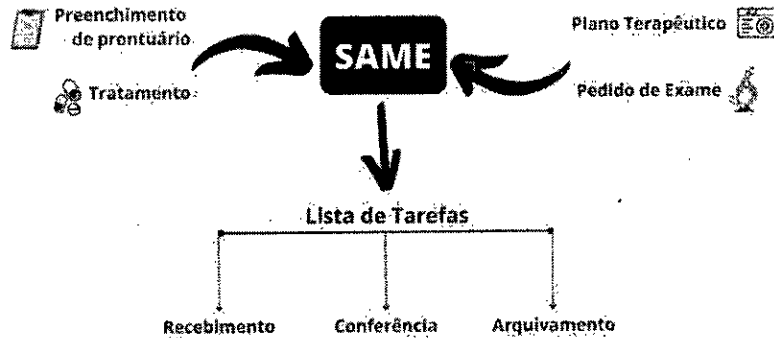 Preenchimento
de prontuário
Tratamento
SAME
Plano Terapêutico
Pedido de Exame
Lista de Tarefas
Recebimento
Conferência
Arquivamento